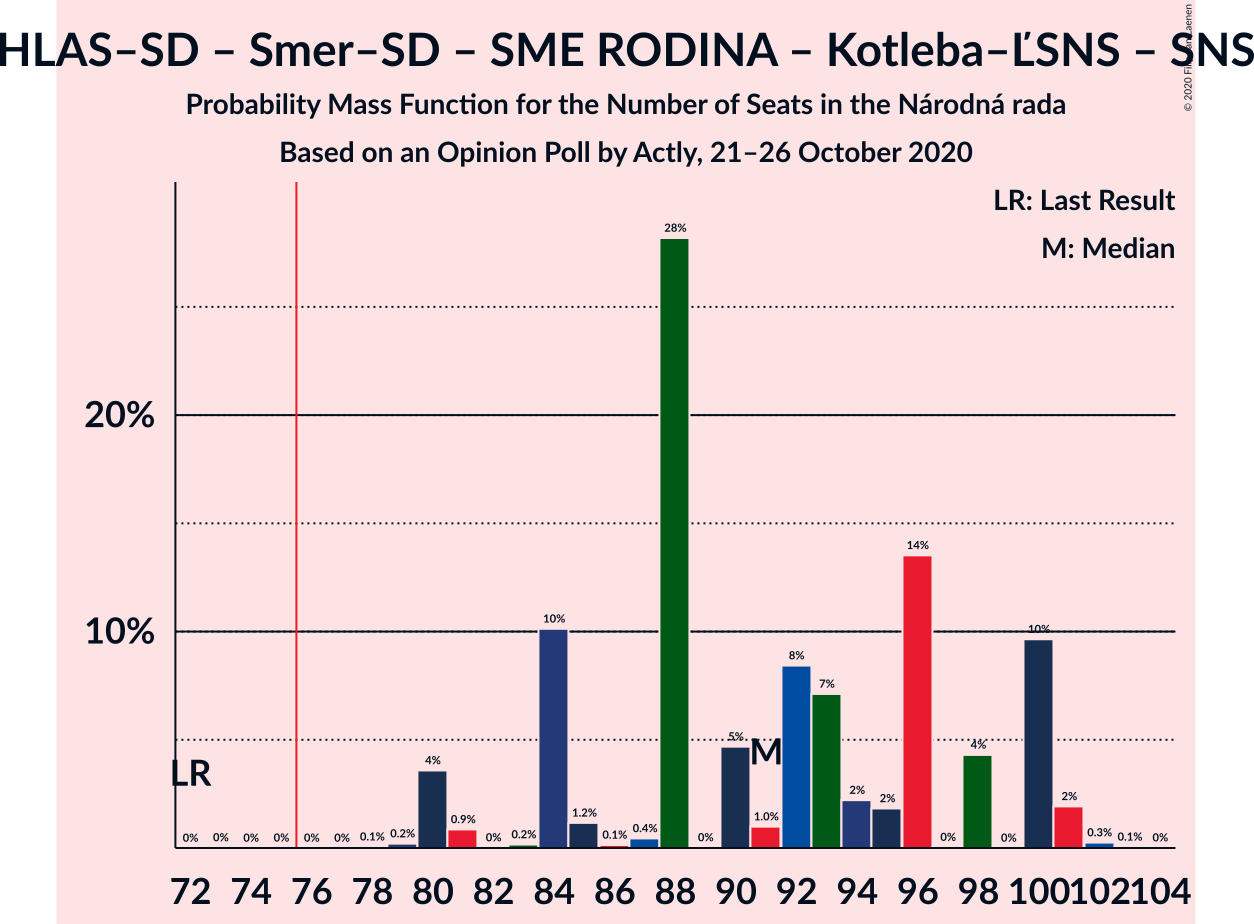 HLAS–SD – Smer–SD – SME RODINA – Kotleba–ĽSNS – SNS
Probability Mass Function for the Number of Seats in the Národná rada
Based on an Opinion Poll by Actly, 21–26 October 2020
© 2020
LR: Last Result
M: Median
28%
20%
14%
10%
10%
10%
8%
7%
5%
M
4%
4%
LR
2%
2%
2%
1.2%
1.0%
0.9%
0% 0% 0% 0% 0% 0% 0.1% 0.2% 0% 0.2% 0.1% 0.4% 0% 0% 0% 0.3% 0.1% 0%
72 74 76 78 80 82 84 86 88 90 92 94 96 98 100 102 104